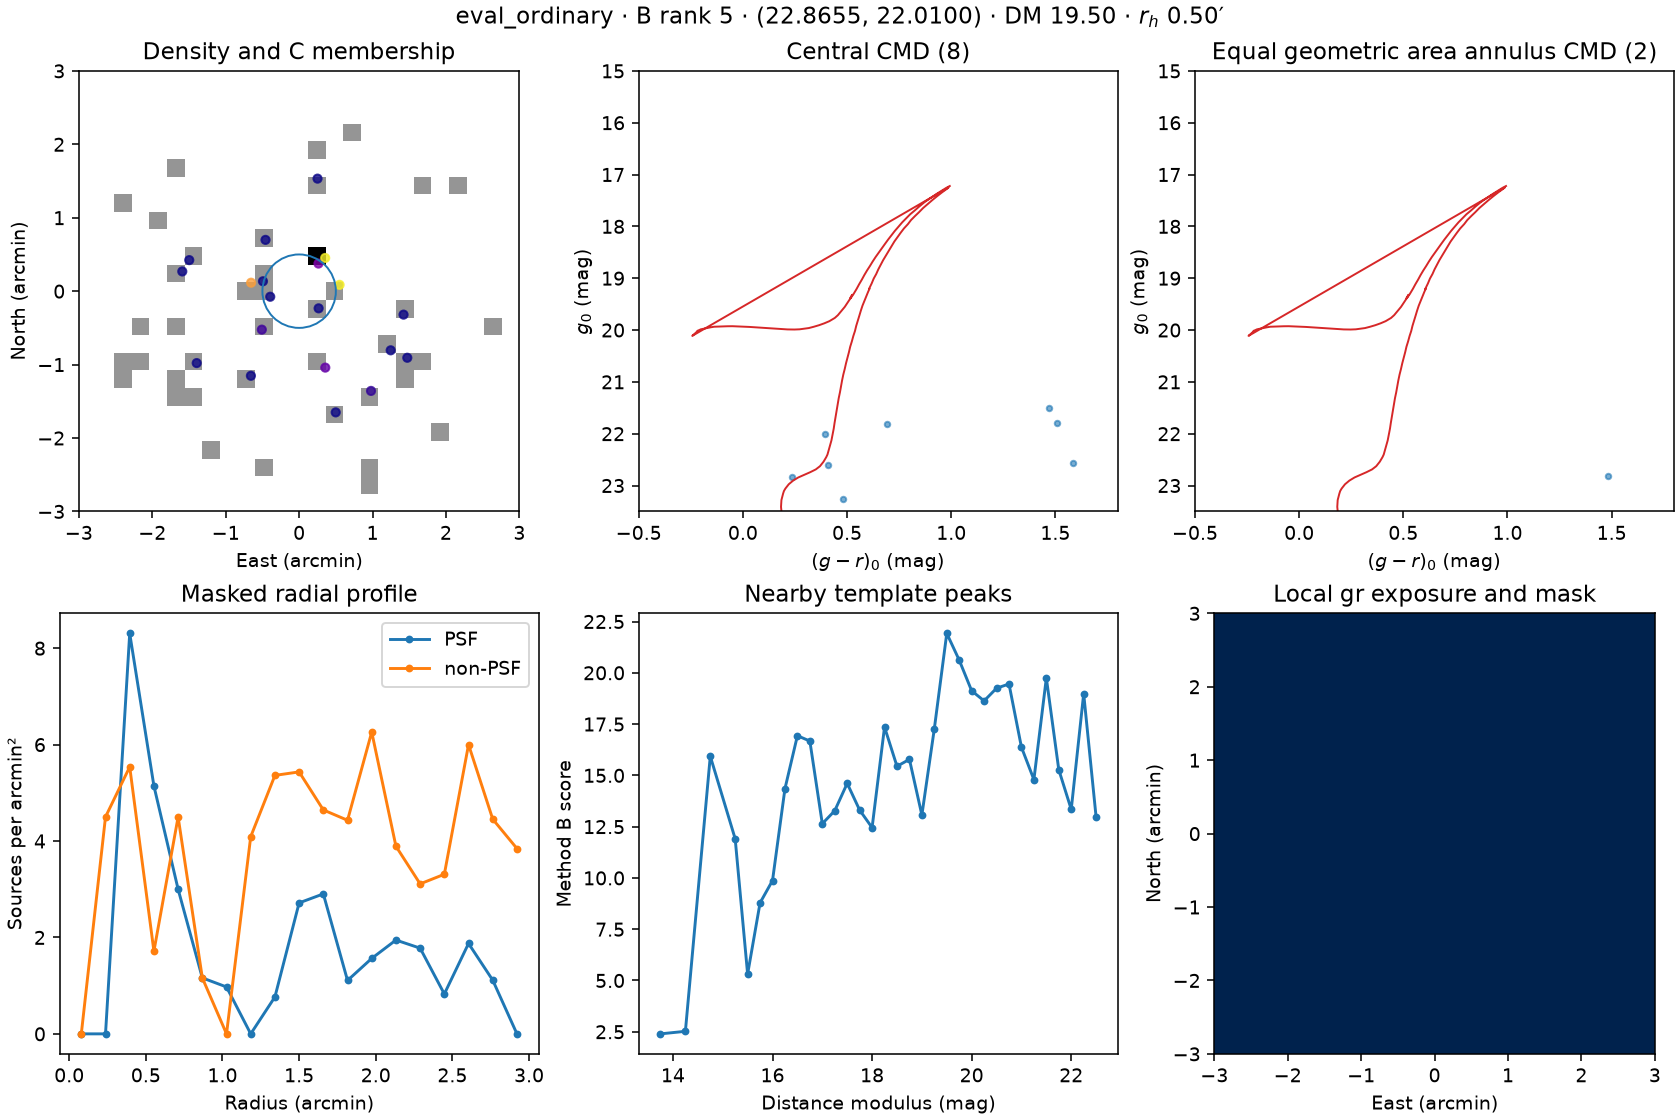 eval_ordinary · B rank 5 · (22.8655, 22.0100) · DM 19.50 · r_h 0.50′
Density and C membership
3
2
1
0
−1
−2
−3
−3 −2 −1 0 1 2 3
North (arcmin)
East (arcmin)
Central CMD (8)
15
16
17
18
19
20
21
22
23
−0.5 0.0 0.5 1.0 1.5
g₀ (mag)
(g − r)₀ (mag)
Equal geometric area annulus CMD (2)
15
16
17
18
19
20
21
22
23
−0.5 0.0 0.5 1.0 1.5
g₀ (mag)
(g − r)₀ (mag)
Masked radial profile
PSF
non-PSF
8
6
4
2
0
0.0 0.5 1.0 1.5 2.0 2.5 3.0
Sources per arcmin²
Radius (arcmin)
Nearby template peaks
22.5
20.0
17.5
15.0
12.5
10.0
7.5
5.0
2.5
14 16 18 20 22
Method B score
Distance modulus (mag)
Local gr exposure and mask
3
2
1
0
−1
−2
−3
−3 −2 −1 0 1 2 3
North (arcmin)
East (arcmin)